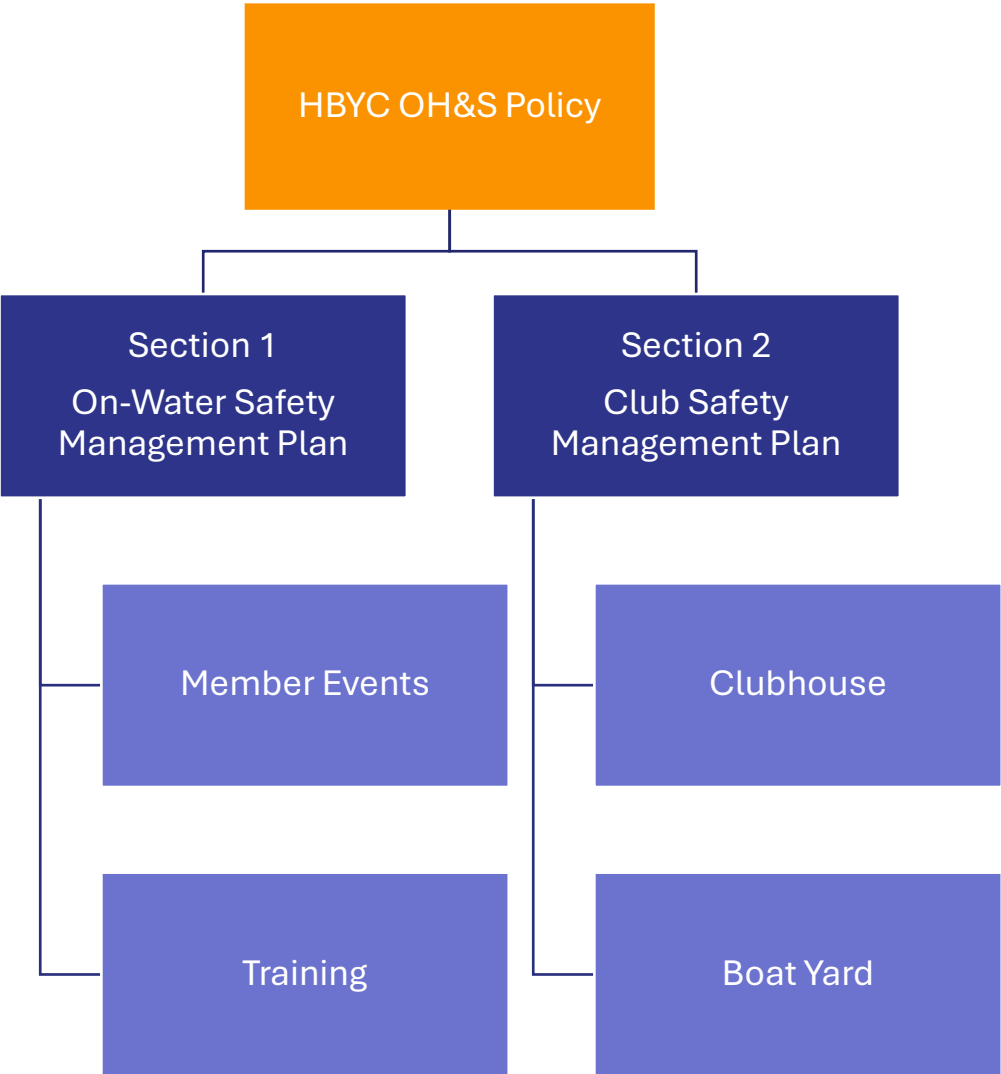 HBYC OH&S Policy
Section 1
On-Water Safety
Management Plan
Section 2
Club Safety
Management Plan
Member Events
Training
Clubhouse
Boat Yard